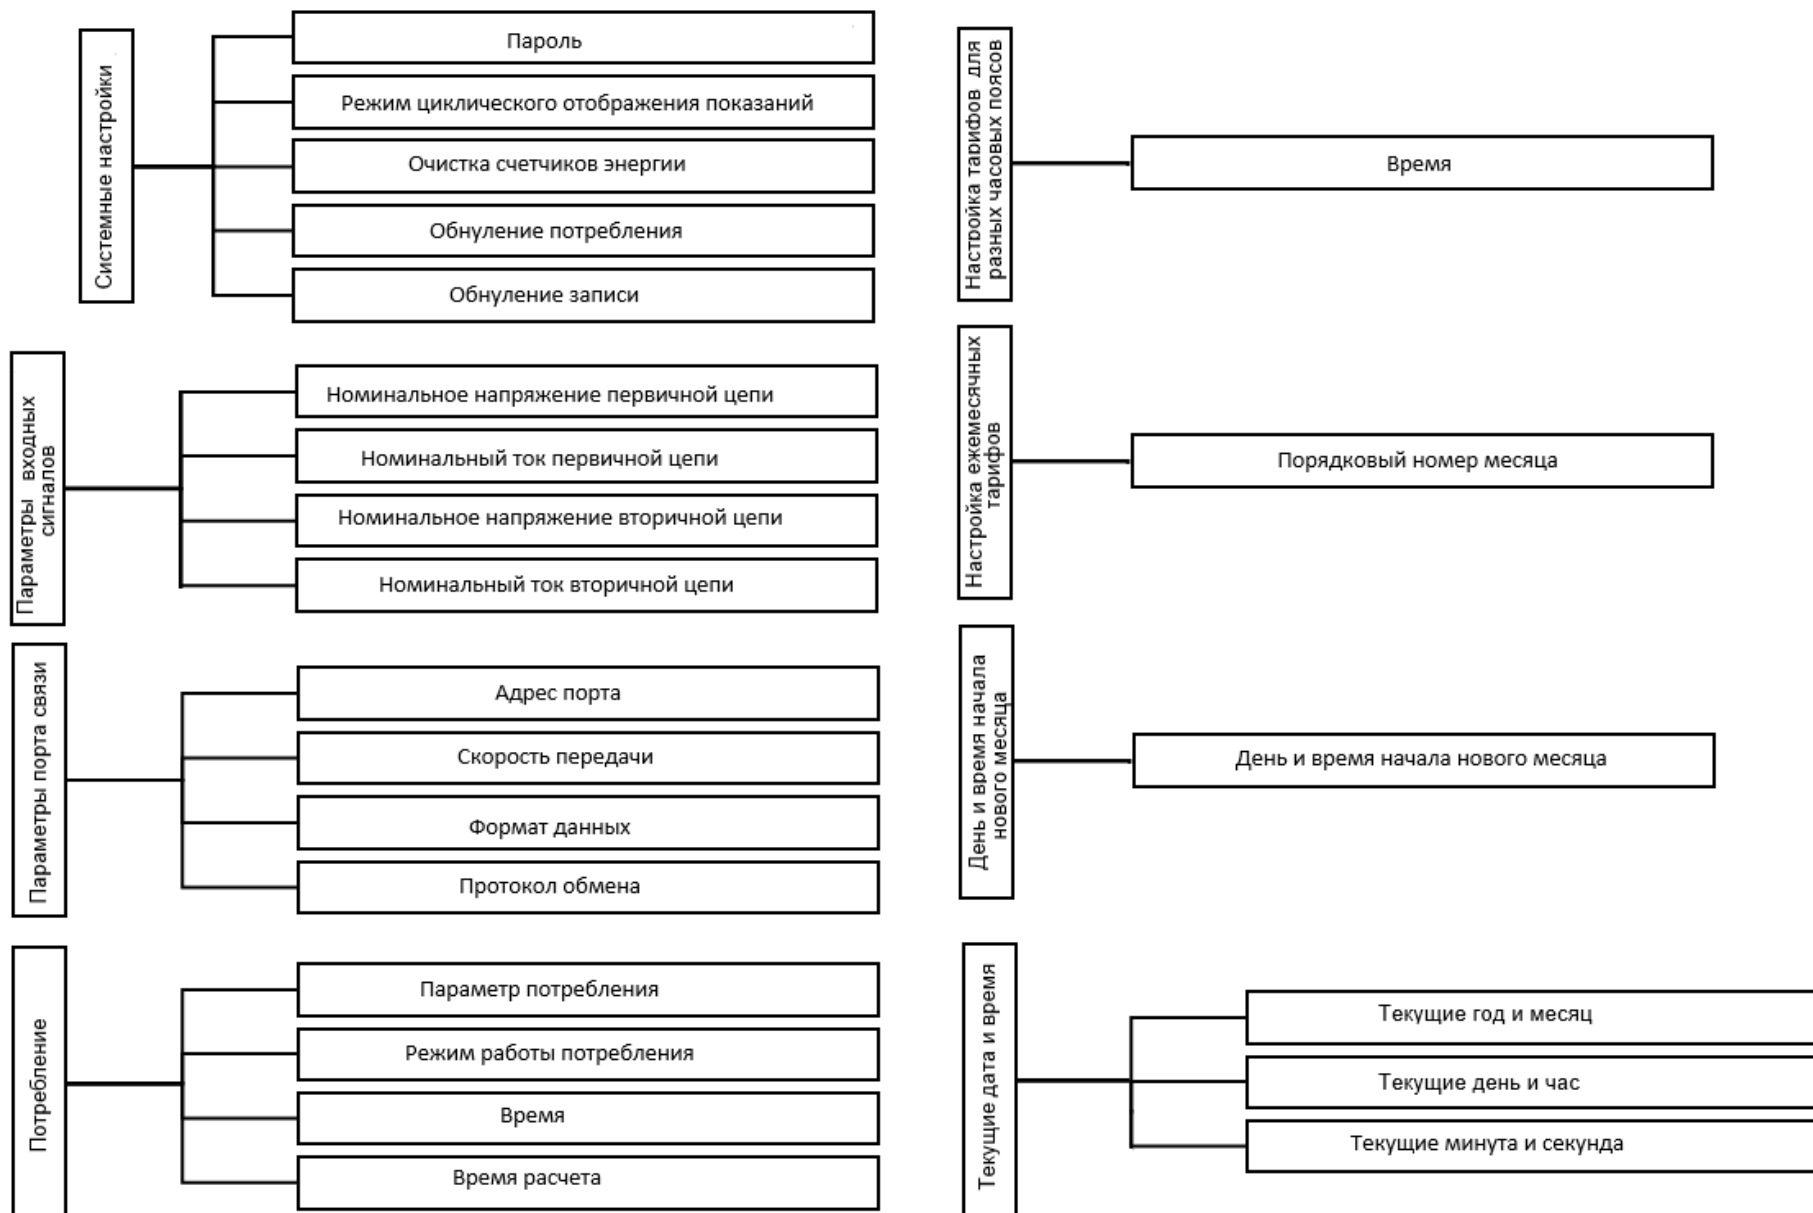 Системные настройки
Пароль
Режим циклического отображения показаний
Очистка счетчиков энергии
Обнуление потребления
Обнуление записи
Параметры входных
сигналов
Номинальное напряжение первичной цепи
Номинальный ток первичной цепи
Номинальное напряжение вторичной цепи
Номинальный ток вторичной цепи
Параметры порта связи
Адрес порта
Скорость передачи
Формат данных
Протокол обмена
Потребление
Параметр потребления
Режим работы потребления
Время
Время расчета
Настройка тарифов для
разных часовых поясов
Время
Настройка ежемесячных
тарифов
Порядковый номер месяца
День и время начала
нового месяца
День и время начала нового месяца
Текущие дата и время
Текущие год и месяц
Текущие день и час
Текущие минута и секунда